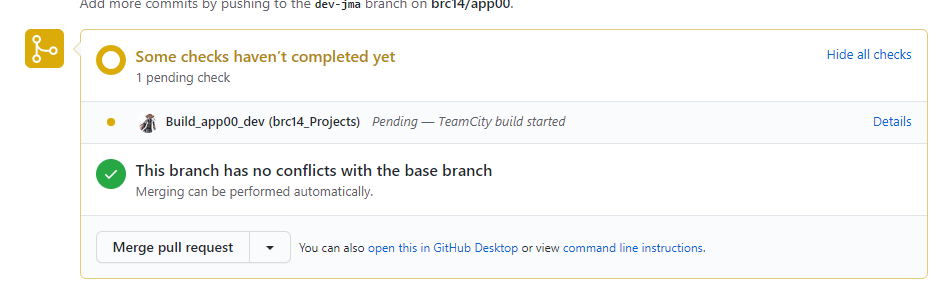 Add more commits by pushing to the dev-jma branch on brc14/app00.
Some checks haven't completed yet
Hide all checks
1 pending check
Build_app00_dev (brc14_Projects) Pending — TeamCity build started
Details
This branch has no conflicts with the base branch
Merging can be performed automatically.
Merge pull request
You can also open this in GitHub Desktop or view command line instructions.